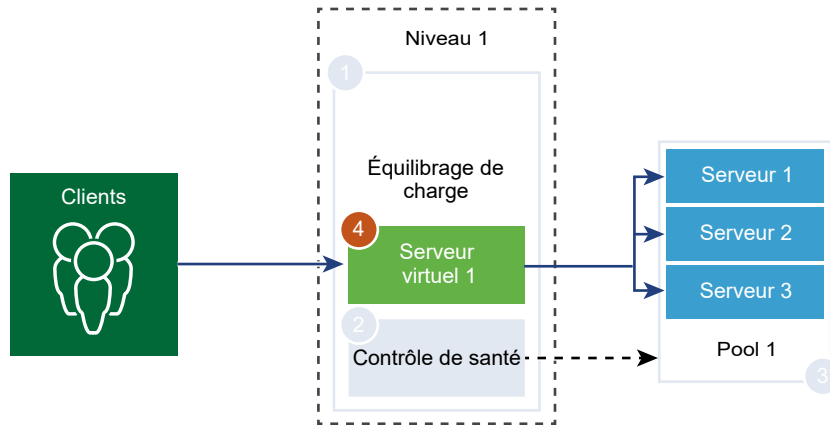 Niveau 1
1
Équilibrage de
charge
Clients
4
Serveur
virtuel 1
2
Contrôle de santé
Serveur 1
Serveur 2
Serveur 3
Pool 1
3